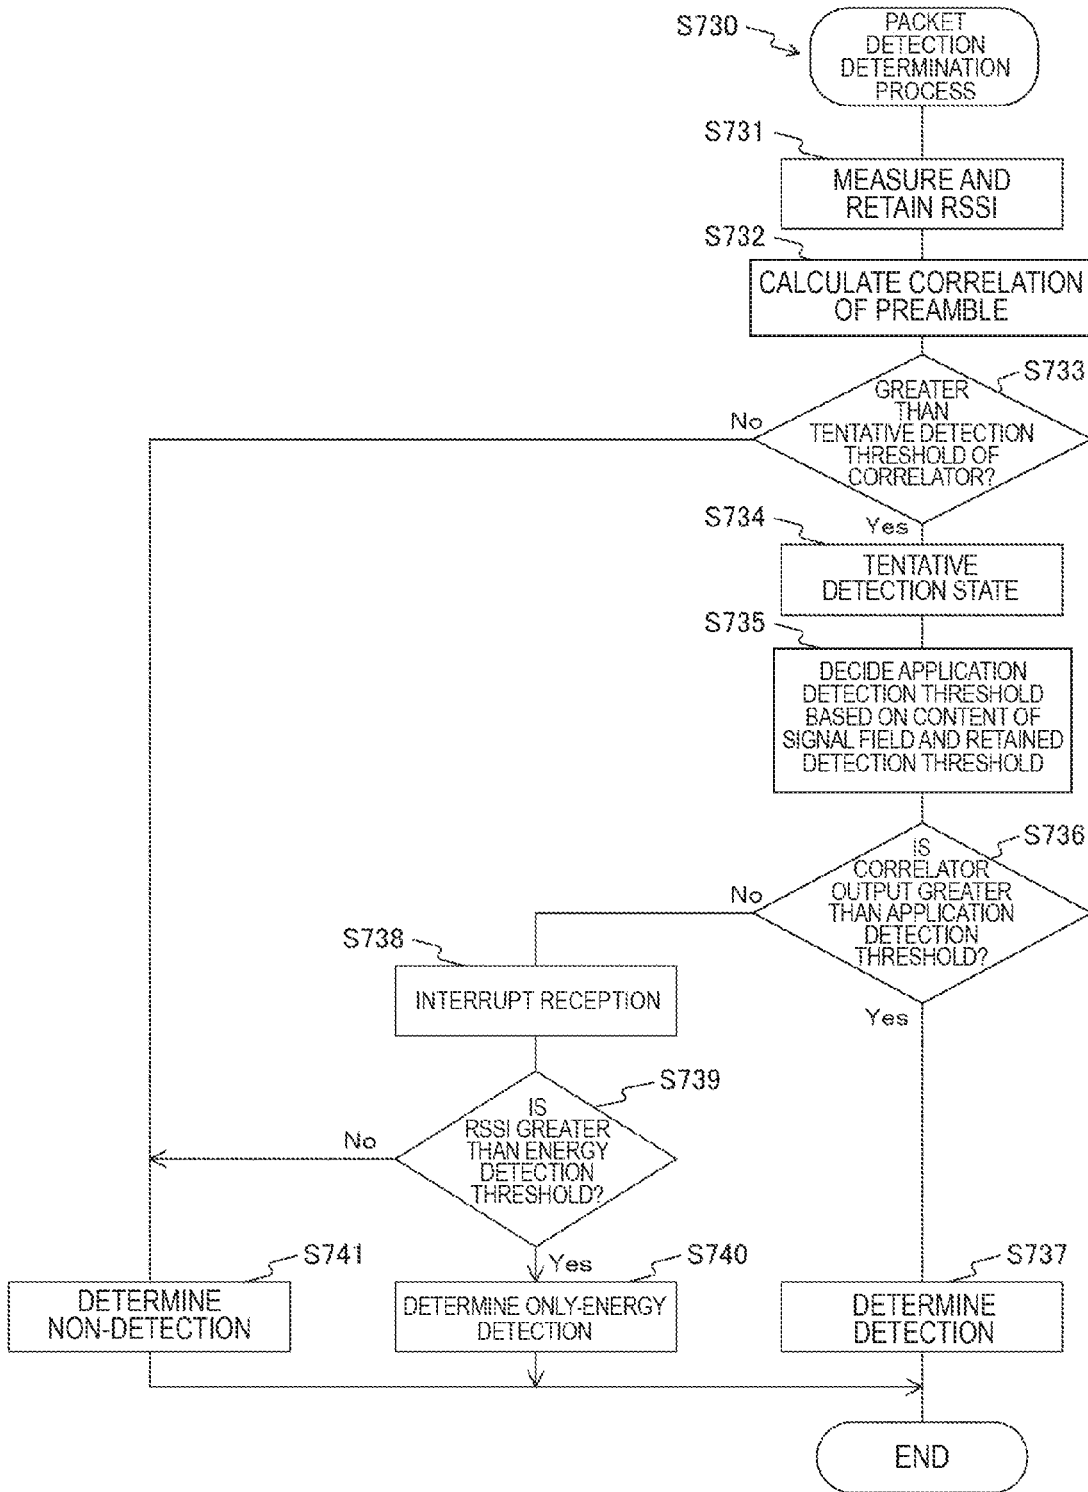 S730
PACKET
DETECTION
DETERMINATION
PROCESS
S731
MEASURE AND
RETAIN RSSI
S732
CALCULATE CORRELATION
OF PREAMBLE
S733
GREATER
THAN
TENTATIVE DETECTION
THRESHOLD OF
CORRELATOR?
No
Yes
S734
TENTATIVE
DETECTION STATE
S735
DECIDE APPLICATION
DETECTION THRESHOLD
BASED ON CONTENT OF
SIGNAL FIELD AND RETAINED
DETECTION THRESHOLD
S736
IS
CORRELATOR
OUTPUT GREATER
THAN APPLICATION
DETECTION
THRESHOLD?
No
Yes
S738
INTERRUPT RECEPTION
S739
IS
RSSI GREATER
THAN ENERGY
DETECTION
THRESHOLD?
No
Yes
S741
DETERMINE
NON-DETECTION
S740
DETERMINE ONLY-ENERGY
DETECTION
S737
DETERMINE
DETECTION
END